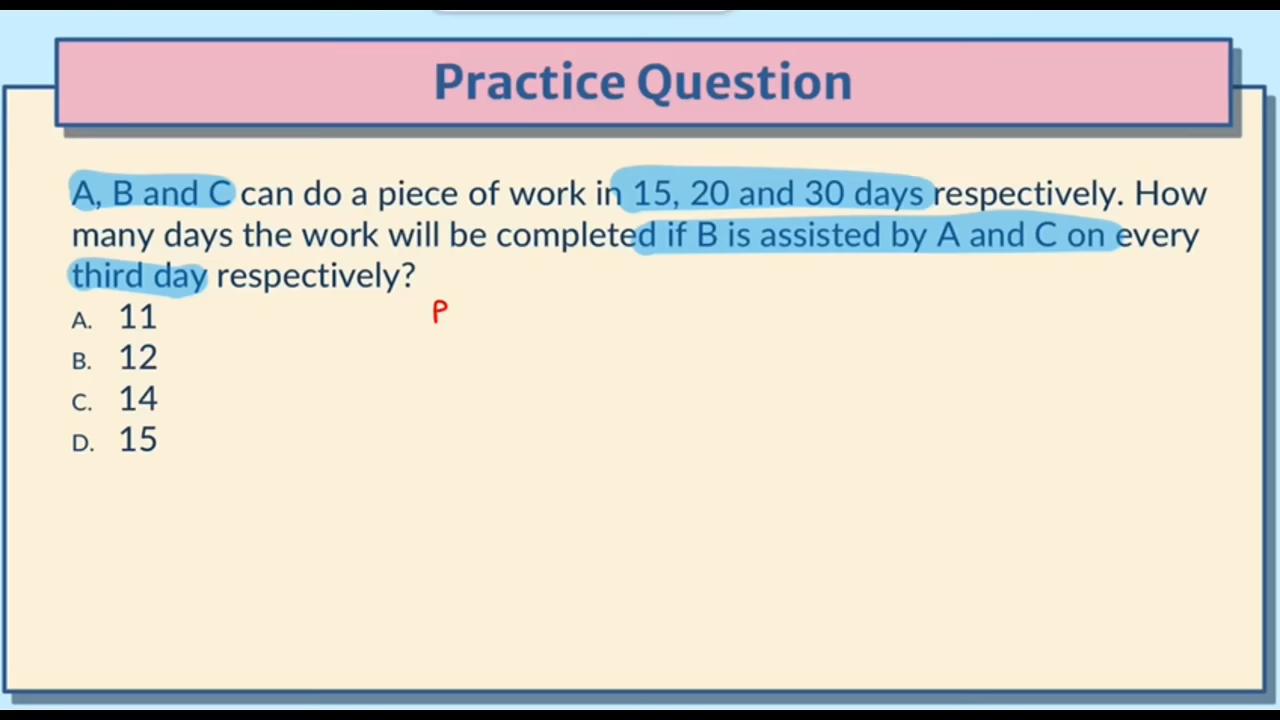 Practice Question
A, B and C can do a piece of work in 15, 20 and 30 days respectively. How
many days the work will be completed if B is assisted by A and C on every
third day respectively?
A. 11
P
B. 12
C. 14
D. 15